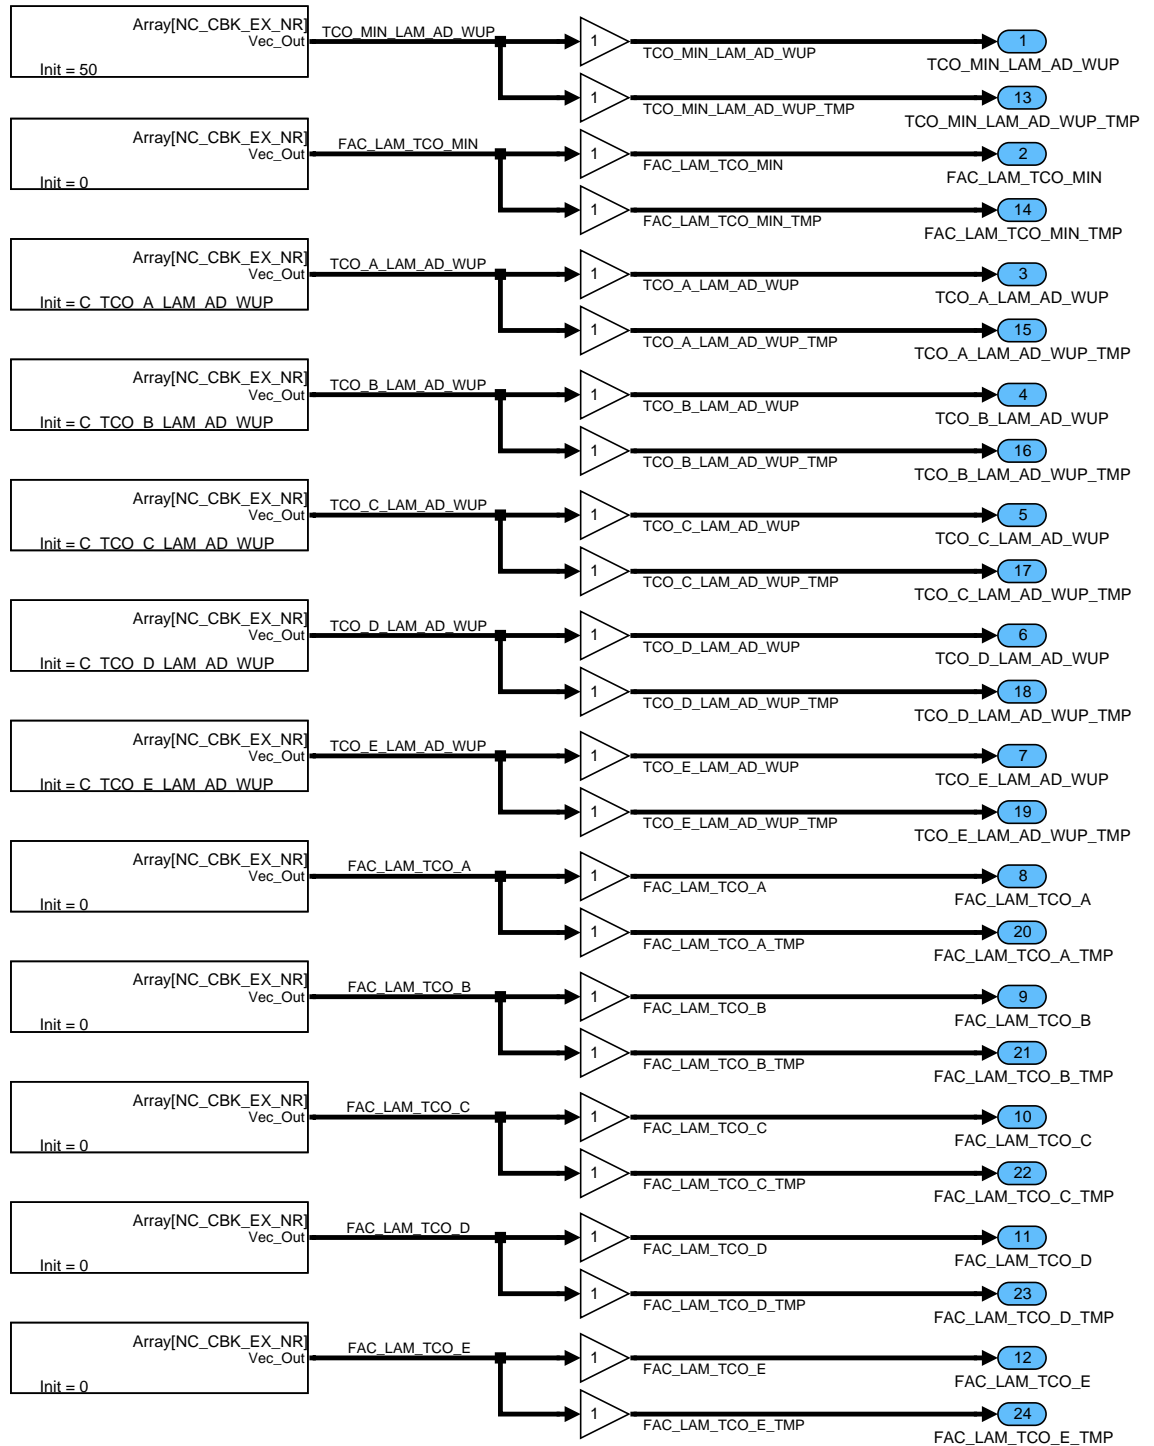 Array[NC_CBK_EX_NR]
Vec_Out
Init = 50
TCO_MIN_LAM_AD_WUP
1
TCO_MIN_LAM_AD_WUP
1
TCO_MIN_LAM_AD_WUP
1
TCO_MIN_LAM_AD_WUP_TMP
13
TCO_MIN_LAM_AD_WUP_TMP
Array[NC_CBK_EX_NR]
Vec_Out
Init = 0
FAC_LAM_TCO_MIN
1
FAC_LAM_TCO_MIN
2
FAC_LAM_TCO_MIN
1
FAC_LAM_TCO_MIN_TMP
14
FAC_LAM_TCO_MIN_TMP
Array[NC_CBK_EX_NR]
Vec_Out
Init = C_TCO_A_LAM_AD_WUP
TCO_A_LAM_AD_WUP
1
TCO_A_LAM_AD_WUP
3
TCO_A_LAM_AD_WUP
1
TCO_A_LAM_AD_WUP_TMP
15
TCO_A_LAM_AD_WUP_TMP
Array[NC_CBK_EX_NR]
Vec_Out
Init = C_TCO_B_LAM_AD_WUP
TCO_B_LAM_AD_WUP
1
TCO_B_LAM_AD_WUP
4
TCO_B_LAM_AD_WUP
1
TCO_B_LAM_AD_WUP_TMP
16
TCO_B_LAM_AD_WUP_TMP
Array[NC_CBK_EX_NR]
Vec_Out
Init = C_TCO_C_LAM_AD_WUP
TCO_C_LAM_AD_WUP
1
TCO_C_LAM_AD_WUP
5
TCO_C_LAM_AD_WUP
1
TCO_C_LAM_AD_WUP_TMP
17
TCO_C_LAM_AD_WUP_TMP
Array[NC_CBK_EX_NR]
Vec_Out
Init = C_TCO_D_LAM_AD_WUP
TCO_D_LAM_AD_WUP
1
TCO_D_LAM_AD_WUP
6
TCO_D_LAM_AD_WUP
1
TCO_D_LAM_AD_WUP_TMP
18
TCO_D_LAM_AD_WUP_TMP
Array[NC_CBK_EX_NR]
Vec_Out
Init = C_TCO_E_LAM_AD_WUP
TCO_E_LAM_AD_WUP
1
TCO_E_LAM_AD_WUP
7
TCO_E_LAM_AD_WUP
1
TCO_E_LAM_AD_WUP_TMP
19
TCO_E_LAM_AD_WUP_TMP
Array[NC_CBK_EX_NR]
Vec_Out
Init = 0
FAC_LAM_TCO_A
1
FAC_LAM_TCO_A
8
FAC_LAM_TCO_A
1
FAC_LAM_TCO_A_TMP
20
FAC_LAM_TCO_A_TMP
Array[NC_CBK_EX_NR]
Vec_Out
Init = 0
FAC_LAM_TCO_B
1
FAC_LAM_TCO_B
9
FAC_LAM_TCO_B
1
FAC_LAM_TCO_B_TMP
21
FAC_LAM_TCO_B_TMP
Array[NC_CBK_EX_NR]
Vec_Out
Init = 0
FAC_LAM_TCO_C
1
FAC_LAM_TCO_C
10
FAC_LAM_TCO_C
1
FAC_LAM_TCO_C_TMP
22
FAC_LAM_TCO_C_TMP
Array[NC_CBK_EX_NR]
Vec_Out
Init = 0
FAC_LAM_TCO_D
1
FAC_LAM_TCO_D
11
FAC_LAM_TCO_D
1
FAC_LAM_TCO_D_TMP
23
FAC_LAM_TCO_D_TMP
Array[NC_CBK_EX_NR]
Vec_Out
Init = 0
FAC_LAM_TCO_E
1
FAC_LAM_TCO_E
12
FAC_LAM_TCO_E
1
FAC_LAM_TCO_E_TMP
24
FAC_LAM_TCO_E_TMP